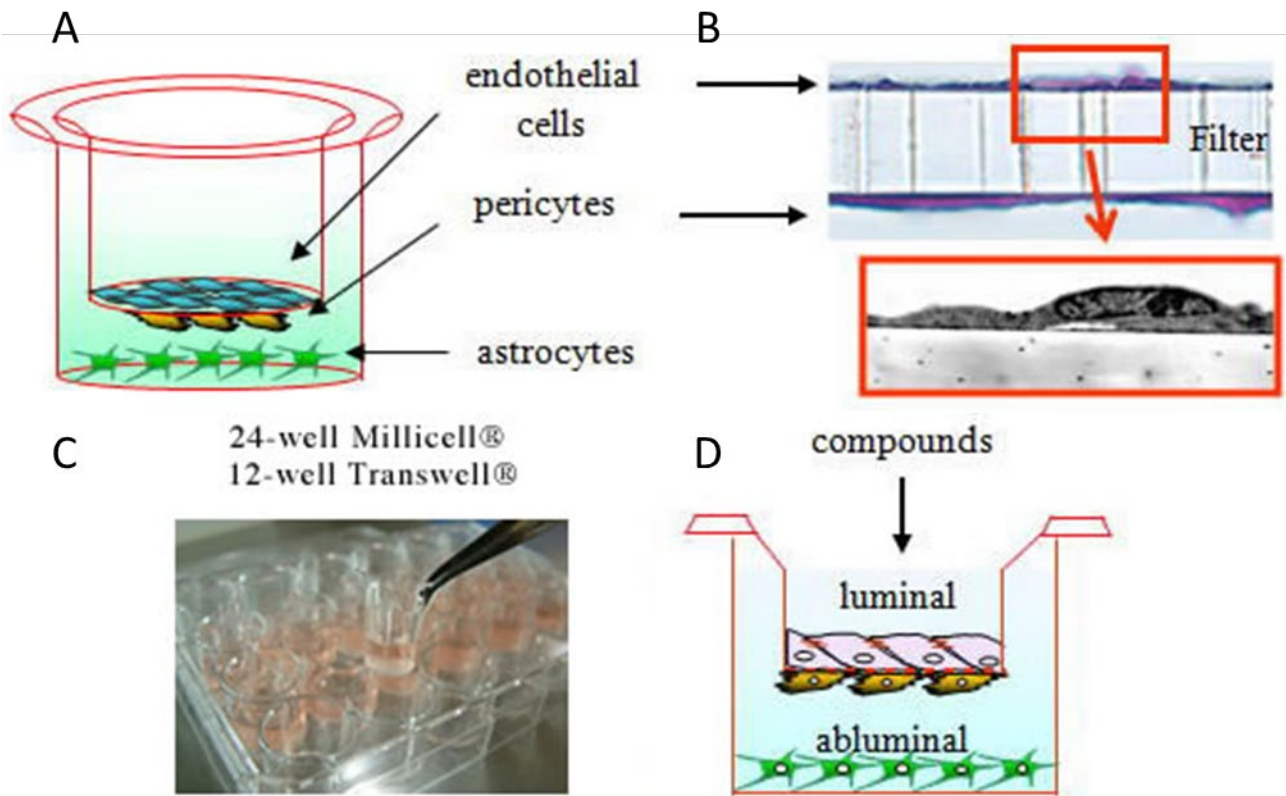 A
B
endothelial
cells
pericytes
astrocytes
Filter
C
24-well Millicell®
12-well Transwell®
D
compounds
luminal
abluminal